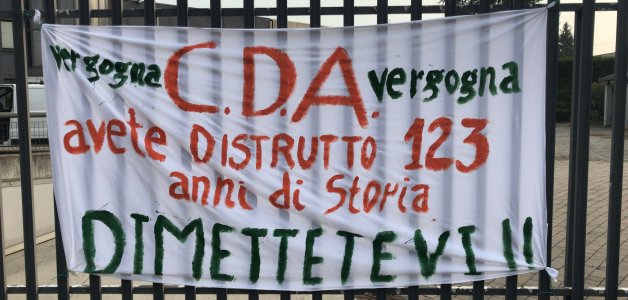 vergogna C.D.A. vergogna
avete DISTRUTTO 123
anni di Storia
DIMETTETEVI !!